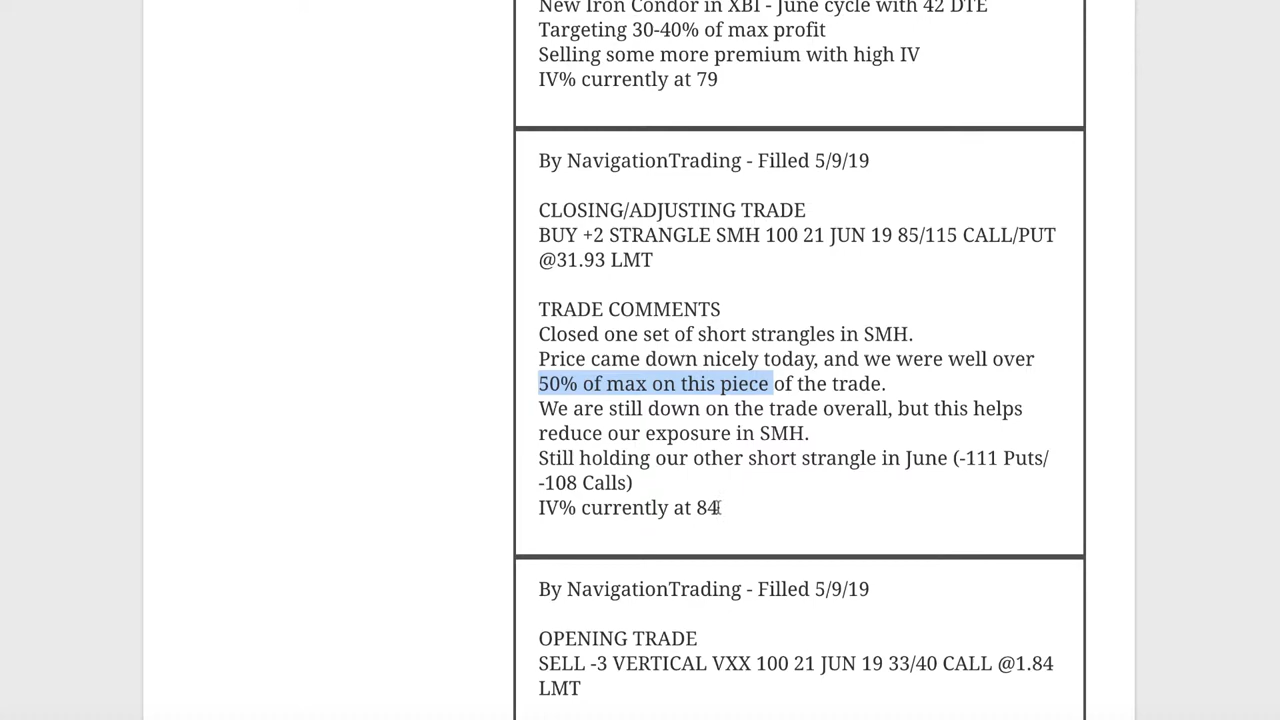 New Iron Condor in XBI - June cycle with 42 DTE
Targeting 30-40% of max profit
Selling some more premium with high IV
IV% currently at 79
By NavigationTrading - Filled 5/9/19
CLOSING/ADJUSTING TRADE
BUY +2 STRANGLE SMH 100 21 JUN 19 85/115 CALL/PUT
@31.93 LMT
TRADE COMMENTS
Closed one set of short strangles in SMH.
Price came down nicely today, and we were well over
50% of max on this piece of the trade.
We are still down on the trade overall, but this helps
reduce our exposure in SMH.
Still holding our other short strangle in June (-111 Puts/
-108 Calls)
IV% currently at 84
By NavigationTrading - Filled 5/9/19
OPENING TRADE
SELL -3 VERTICAL VXX 100 21 JUN 19 33/40 CALL @1.84
LMT